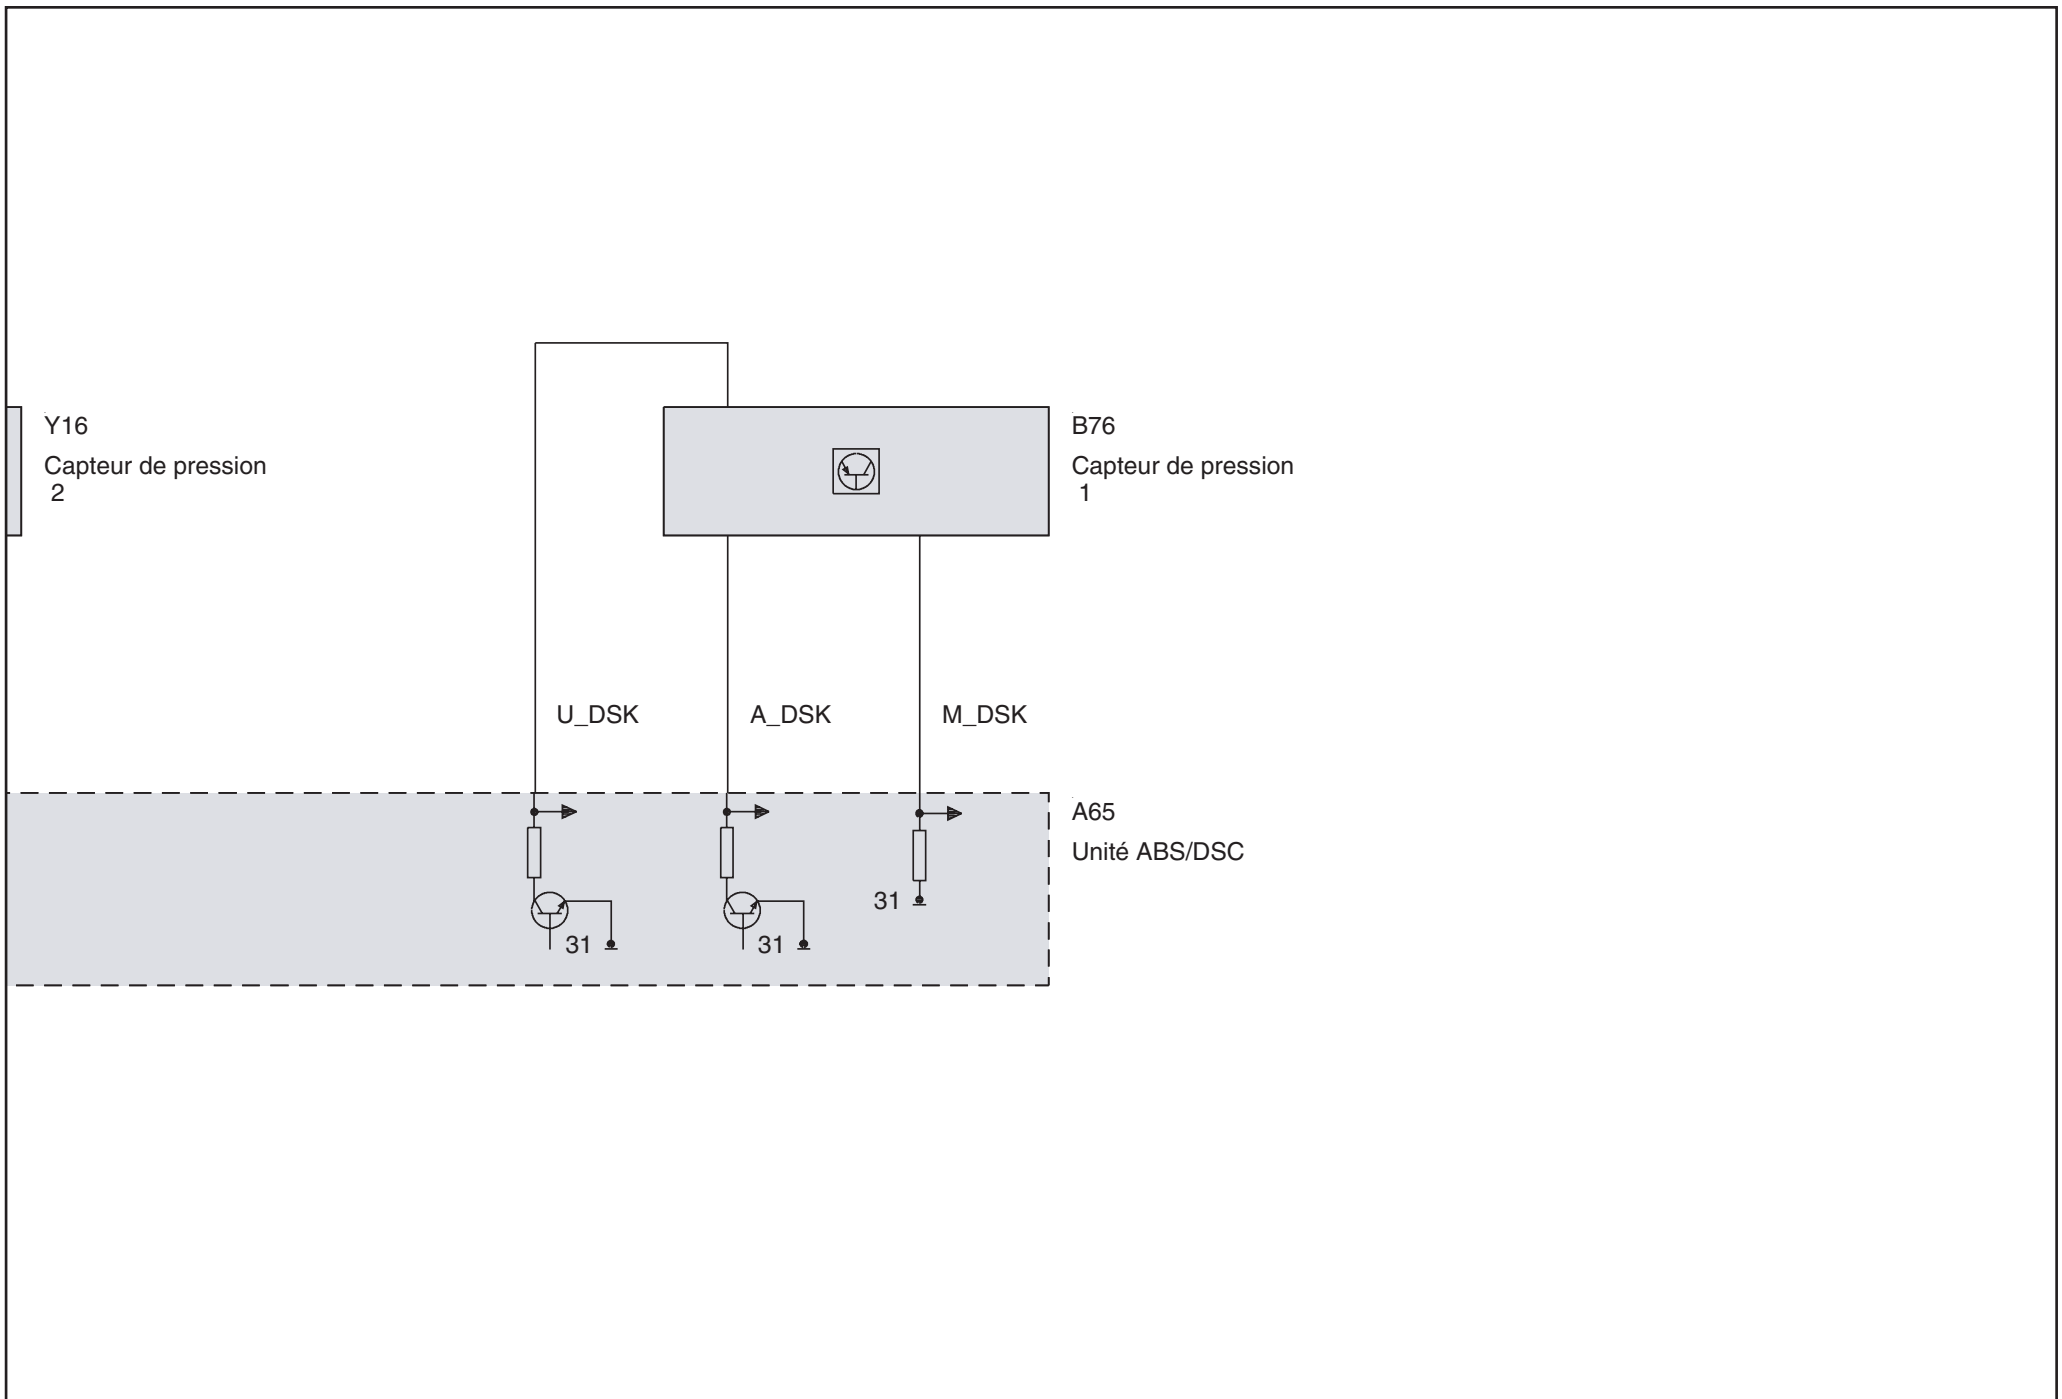 Y16
Capteur de pression
2
B76
Capteur de pression
1
U_DSK
A_DSK
M_DSK
A65
Unité ABS/DSC
31
31
31